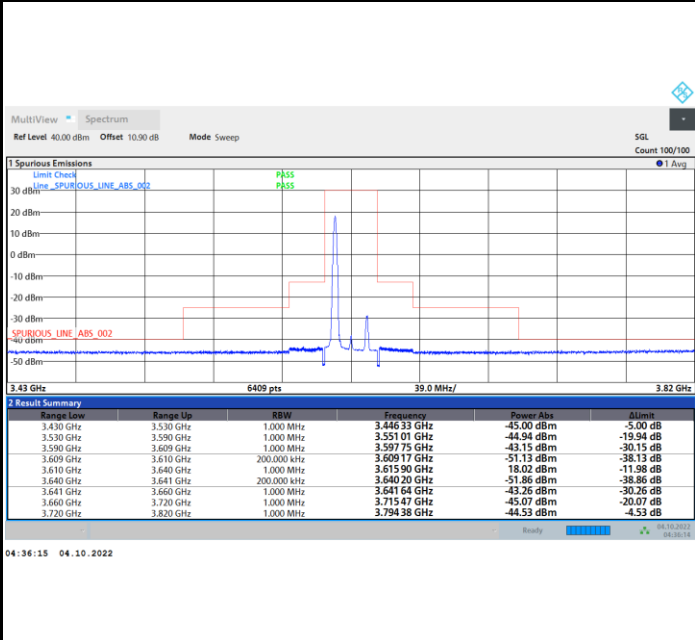 MultiView Spectrum
Ref Level 40.00 dBm Offset 10.90 dB Mode Sweep SGL
Count 100/100
1 Spurious Emissions 1 Avg
Limit Check PASS
Line _SPURIOUS_LINE_ABS_002 PASS
30 dBm
20 dBm
10 dBm
0 dBm
-10 dBm
-20 dBm
-30 dBm
_SPURIOUS_LINE_ABS_002
-40 dBm
-50 dBm
3.43 GHz 6409 pts 39.0 MHz/ 3.82 GHz
2 Result Summary
Range Low Range Up RBW Frequency Power Abs ΔLimit
3.430 GHz 3.530 GHz 1.000 MHz 3.446 33 GHz -45.00 dBm -5.00 dB
3.530 GHz 3.590 GHz 1.000 MHz 3.551 01 GHz -44.94 dBm -19.94 dB
3.590 GHz 3.609 GHz 1.000 MHz 3.597 75 GHz -43.15 dBm -30.15 dB
3.609 GHz 3.610 GHz 200.000 kHz 3.609 17 GHz -51.13 dBm -38.13 dB
3.610 GHz 3.640 GHz 1.000 MHz 3.615 90 GHz 18.02 dBm -11.98 dB
3.640 GHz 3.641 GHz 200.000 kHz 3.640 20 GHz -51.86 dBm -38.86 dB
3.641 GHz 3.660 GHz 1.000 MHz 3.641 64 GHz -43.26 dBm -30.26 dB
3.660 GHz 3.720 GHz 1.000 MHz 3.715 47 GHz -45.07 dBm -20.07 dB
3.720 GHz 3.820 GHz 1.000 MHz 3.794 38 GHz -44.53 dBm -4.53 dB
Ready 04.10.2022
04:36:14
04:36:15 04.10.2022